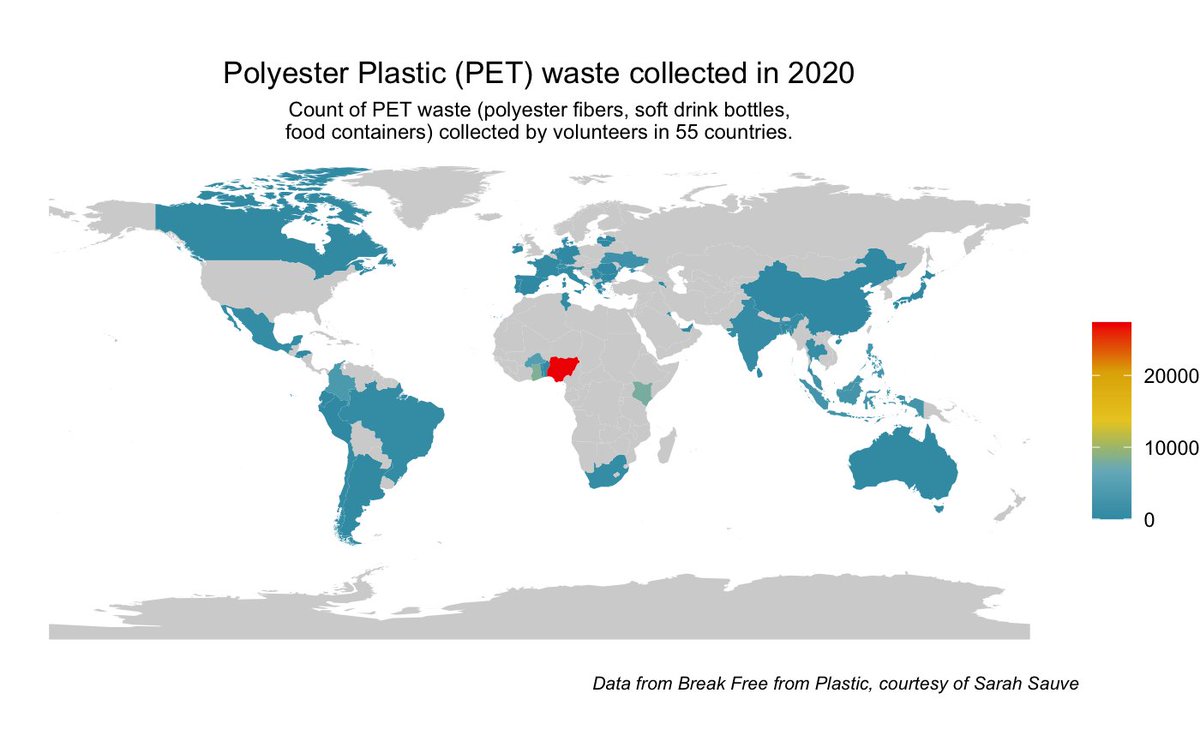 Polyester Plastic (PET) waste collected in 2020
Count of PET waste (polyester fibers, soft drink bottles,
food containers) collected by volunteers in 55 countries.
20000
10000
0
Data from Break Free from Plastic, courtesy of Sarah Sauve